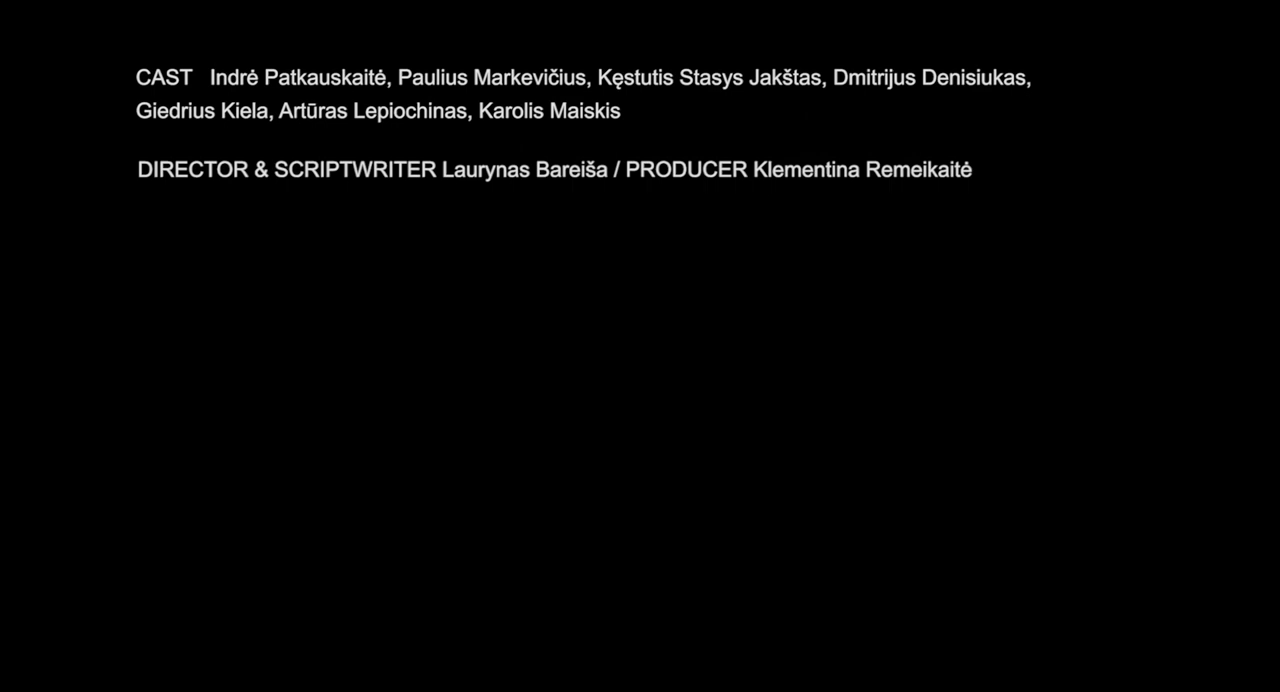 CAST Indrė Patkauskaitė, Paulius Markevičius, Kęstutis Stasys Jakštas, Dmitrijus Denisiukas,
Giedrius Kiela, Artūras Lepiochinas, Karolis Maiskis
DIRECTOR & SCRIPTWRITER Laurynas Bareiša / PRODUCER Klementina Remeikaitė